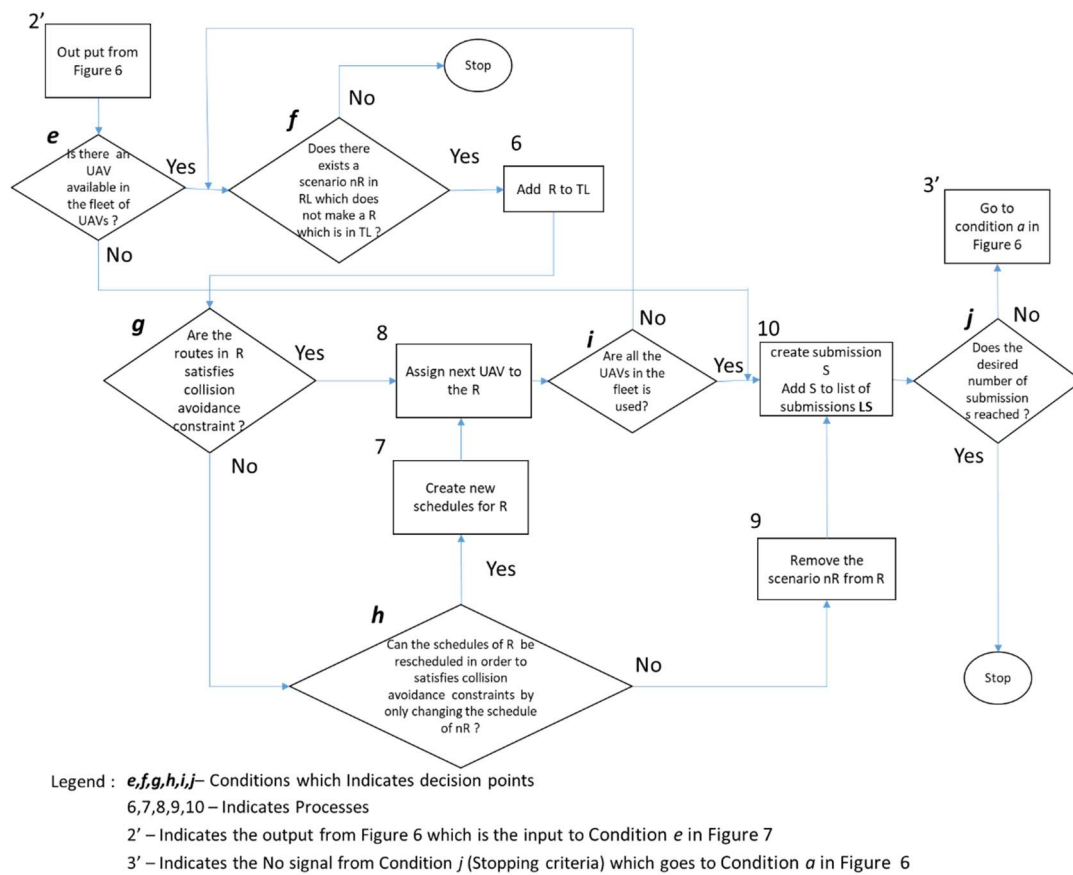 2’
Out put from
Figure 6
e
Is there an
UAV
available in
the fleet of
UAVs ?
Yes
No
f
Does there
exists a
scenario nR in
RL which does
not make a R
which is in TL ?
No
Stop
Yes
6
Add R to TL
g
Are the
routes in R
satisfies
collision
avoidance
constraint ?
Yes
No
8
Assign next UAV to
the R
i
Are all the
UAVs in the
fleet is
used?
No
Yes
7
Create new
schedules for R
Yes
h
Can the schedules of R be
rescheduled in order to
satisfies collision
avoidance constraints by
only changing the schedule
of nR ?
No
9
Remove the
scenario nR from R
10
create submission
S
Add S to list of
submissions LS
3’
Go to
condition a in
Figure 6
No
j
Does the
desired
number of
submission
s reached ?
Yes
Stop
Legend : e,f,g,h,i,j– Conditions which Indicates decision points
6,7,8,9,10 – Indicates Processes
2’ – Indicates the output from Figure 6 which is the input to Condition e in Figure 7
3’ – Indicates the No signal from Condition j (Stopping criteria) which goes to Condition a in Figure 6